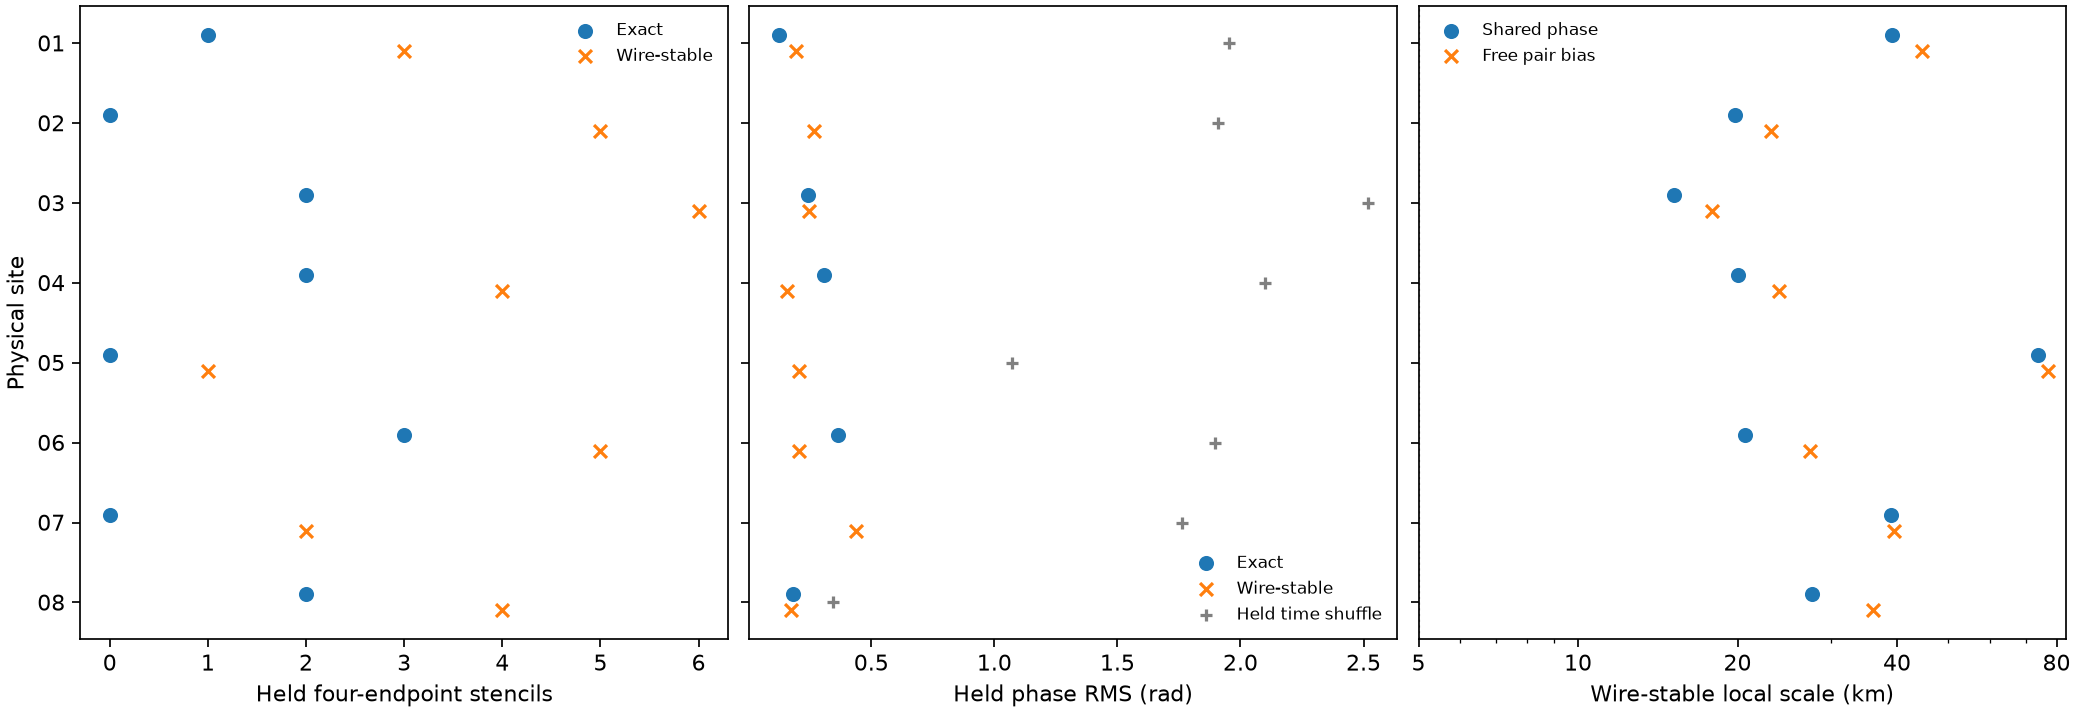 Physical site
01
02
03
04
05
06
07
08
Exact
Wire-stable
0 1 2 3 4 5 6
Held four-endpoint stencils
Exact
Wire-stable
Held time shuffle
0.5 1.0 1.5 2.0 2.5
Held phase RMS (rad)
Shared phase
Free pair bias
5 10 20 40 80
Wire-stable local scale (km)